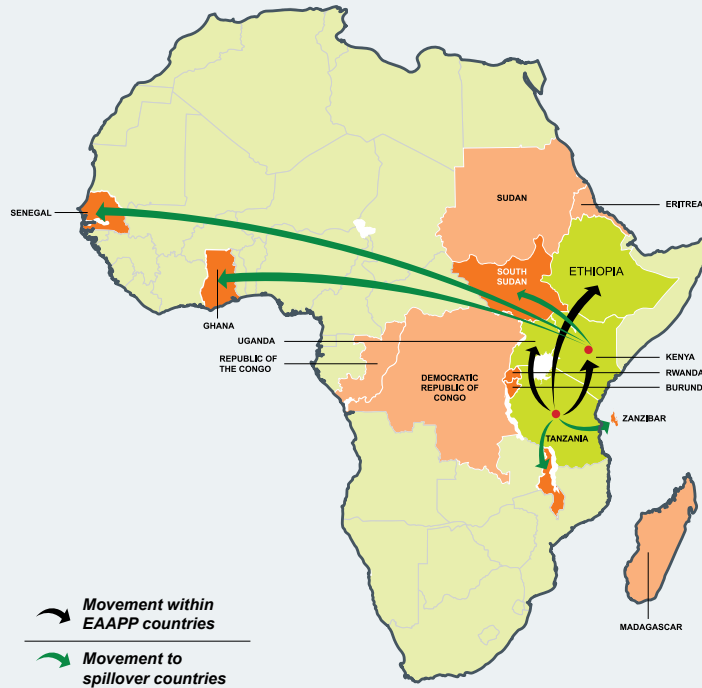 SUDAN
ERITREA
SENEGAL
SOUTH
SUDAN
ETHIOPIA
GHANA
UGANDA
REPUBLIC OF
THE CONGO
DEMOCRATIC
REPUBLIC OF
CONGO
KENYA
RWANDA
BURUND
ZANZIBAR
TANZANIA
MADAGASCAR
Movement within
EAAPP countries
Movement to
spillover countries